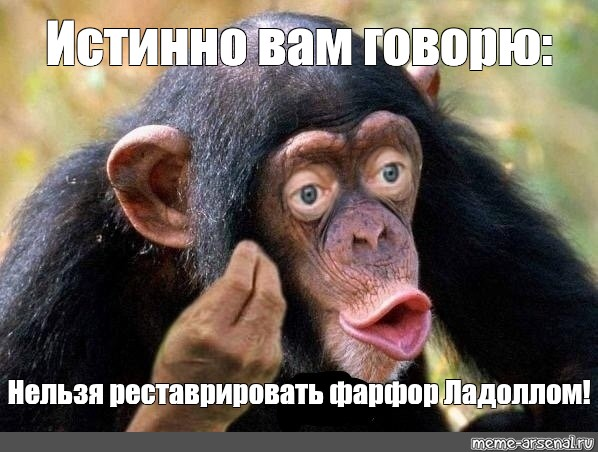 Истинно вам говорю:
Нельзя реставрировать фарфор Ладоллом!
meme-arsenal.ru